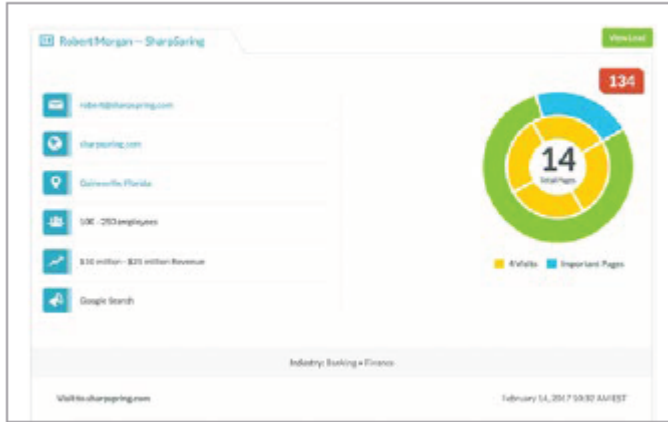 Robert Morgan — SharpSpring
View Lead
134
robert@sharpspring.com
sharpspring.com
Gainesville, Florida
100 - 250 employees
$10 million - $25 million Revenue
Google Search
14
Total Pages
4 Visits
Important Pages
Industry: Banking • Finance
Visit to sharpspring.com
February 14, 2017 10:32 AM EST